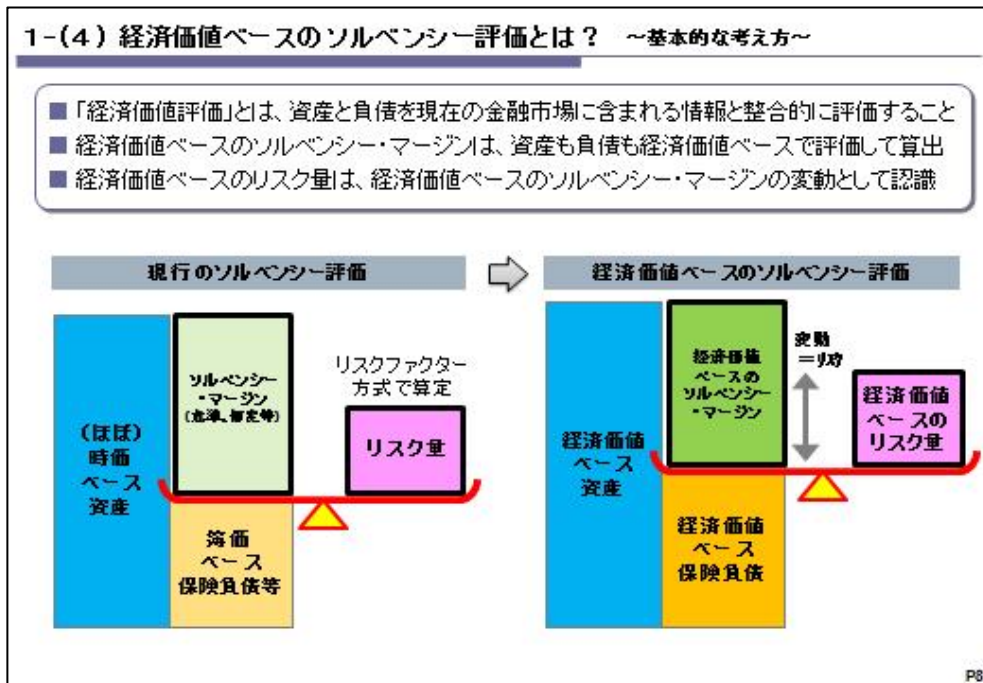 1-(4) 経済価値ベースのソルベンシー評価とは? ~基本的な考え方~
■「経済価値評価」とは、資産と負債を現在の金融市場に含まれる情報と整合的に評価すること
■ 経済価値ベースのソルベンシー・マージンは、資産も負債も経済価値ベースで評価して算出
■ 経済価値ベースのリスク量は、経済価値ベースのソルベンシー・マージンの変動として認識
現行のソルベンシー評価
(ほぼ)
時価
ベース
資産
ソルベンシー
・マージン
リスクファクター
方式で算定
リスク量
簿価
ベース
保険負債等
経済価値ベースのソルベンシー評価
経済価値
ベース
資産
経済価値
ベースの
ソルベンシー
・マージン
変動
=リスク
経済価値
ベースの
リスク量
経済価値
ベース
保険負債
P8